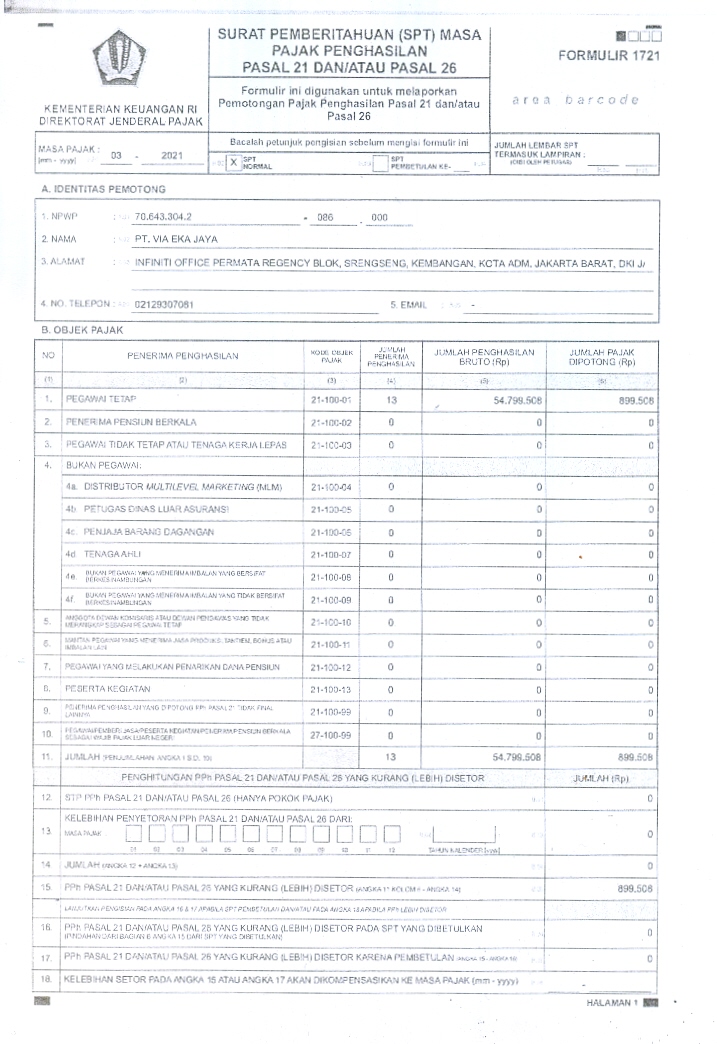 SURAT PEMBERITAHUAN (SPT) MASA
PAJAK PENGHASILAN
PASAL 21 DAN/ATAU PASAL 26
FORMULIR 1721
Formulir ini digunakan untuk melaporkan
Pemotongan Pajak Penghasilan Pasal 21 dan/atau
Pasal 26
area barcode
KEMENTERIAN KEUANGAN RI
DIREKTORAT JENDERAL PAJAK
MASA PAJAK :
[mm - yyyy]
03 - 2021
Bacalah petunjuk pengisian sebelum mengisi formulir ini
X SPT NORMAL
SPT PEMBETULAN KE-
JUMLAH LEMBAR SPT
TERMASUK LAMPIRAN :
(DIISI OLEH PETUGAS)
A. IDENTITAS PEMOTONG
1. NPWP : 70.643.304.2 - 086 . 000
2. NAMA : PT. VIA EKA JAYA
3. ALAMAT : INFINITI OFFICE PERMATA REGENCY BLOK, SRENGSENG, KEMBANGAN, KOTA ADM. JAKARTA BARAT, DKI JA
4. NO. TELEPON : 02129307081 5. EMAIL : -
B. OBJEK PAJAK
NO PENERIMA PENGHASILAN KODE OBJEK PAJAK JUMLAH PENERIMA PENGHASILAN JUMLAH PENGHASILAN BRUTO (Rp) JUMLAH PAJAK DIPOTONG (Rp)
(1) (2) (3) (4) (5) (6)
1. PEGAWAI TETAP 21-100-01 13 54.799.508 899.508
2. PENERIMA PENSIUN BERKALA 21-100-02 0 0 0
3. PEGAWAI TIDAK TETAP ATAU TENAGA KERJA LEPAS 21-100-03 0 0 0
4. BUKAN PEGAWAI:
4a. DISTRIBUTOR MULTILEVEL MARKETING (MLM) 21-100-04 0 0 0
4b PETUGAS DINAS LUAR ASURANSI 21-100-05 0 0 0
4c. PENJAJA BARANG DAGANGAN 21-100-06 0 0 0
4d TENAGA AHLI 21-100-07 0 0 0
4e. BUKAN PEGAWAI YANG MENERIMA IMBALAN YANG BERSIFAT BERKESINAMBUNGAN 21-100-08 0 0 0
4f. BUKAN PEGAWAI YANG MENERIMA IMBALAN YANG TIDAK BERSIFAT BERKESINAMBUNGAN 21-100-09 0 0 0
5. ANGGOTA DEWAN KOMISARIS ATAU DEWAN PENGAWAS YANG TIDAK MERANGKAP SEBAGAI PEGAWAI TETAP 21-100-10 0 0 0
6. MANTAN PEGAWAI YANG MENERIMA JASA PRODUKSI, TANTIEM, BONUS ATAU IMBALAN LAIN 21-100-11 0 0 0
7. PEGAWAI YANG MELAKUKAN PENARIKAN DANA PENSIUN 21-100-12 0 0 0
8. PESERTA KEGIATAN 21-100-13 0 0 0
9. PENERIMA PENGHASILAN YANG DIPOTONG PPh PASAL 21 TIDAK FINAL LAINNYA 21-100-99 0 0 0
10. PEGAWAI/PEMBERI JASA/PESERTA KEGIATAN/PENERIMA PENSIUN BERKALA SEBAGAI WAJIB PAJAK LUAR NEGERI 27-100-99 0 0 0
11. JUMLAH (PENJUMLAHAN ANGKA 1 S.D. 10) 13 54.799.508 899.508
PENGHITUNGAN PPh PASAL 21 DAN/ATAU PASAL 26 YANG KURANG (LEBIH) DISETOR JUMLAH (Rp)
12. STP PPh PASAL 21 DAN/ATAU PASAL 26 (HANYA POKOK PAJAK) 0
13 KELEBIHAN PENYETORAN PPh PASAL 21 DAN/ATAU PASAL 26 DARI: 0
MASA PAJAK
01 02 03 04 05 06 07 08 09 10 11 12 TAHUN KALENDER [yyyy]
14 JUMLAH (ANGKA 12 + ANGKA 13) 0
15. PPh PASAL 21 DAN/ATAU PASAL 26 YANG KURANG (LEBIH) DISETOR (ANGKA 11 KOLOM 6 - ANGKA 14) 899.508
LANJUTKAN PENGISIAN PADA ANGKA 16 & 17 APABILA SPT PEMBETULAN DAN/ATAU PADA ANGKA 18 APABILA PPh LEBIH DISETOR
16. PPh PASAL 21 DAN/ATAU PASAL 26 YANG KURANG (LEBIH) DISETOR PADA SPT YANG DIBETULKAN 0
(PINDAHAN DARI BAGIAN B ANGKA 15 DARI SPT YANG DIBETULKAN)
17. PPh PASAL 21 DAN/ATAU PASAL 26 YANG KURANG (LEBIH) DISETOR KARENA PEMBETULAN (ANGKA 15 - ANGKA 16) 0
18. KELEBIHAN SETOR PADA ANGKA 15 ATAU ANGKA 17 AKAN DIKOMPENSASIKAN KE MASA PAJAK (mm - yyyy) -
HALAMAN 1